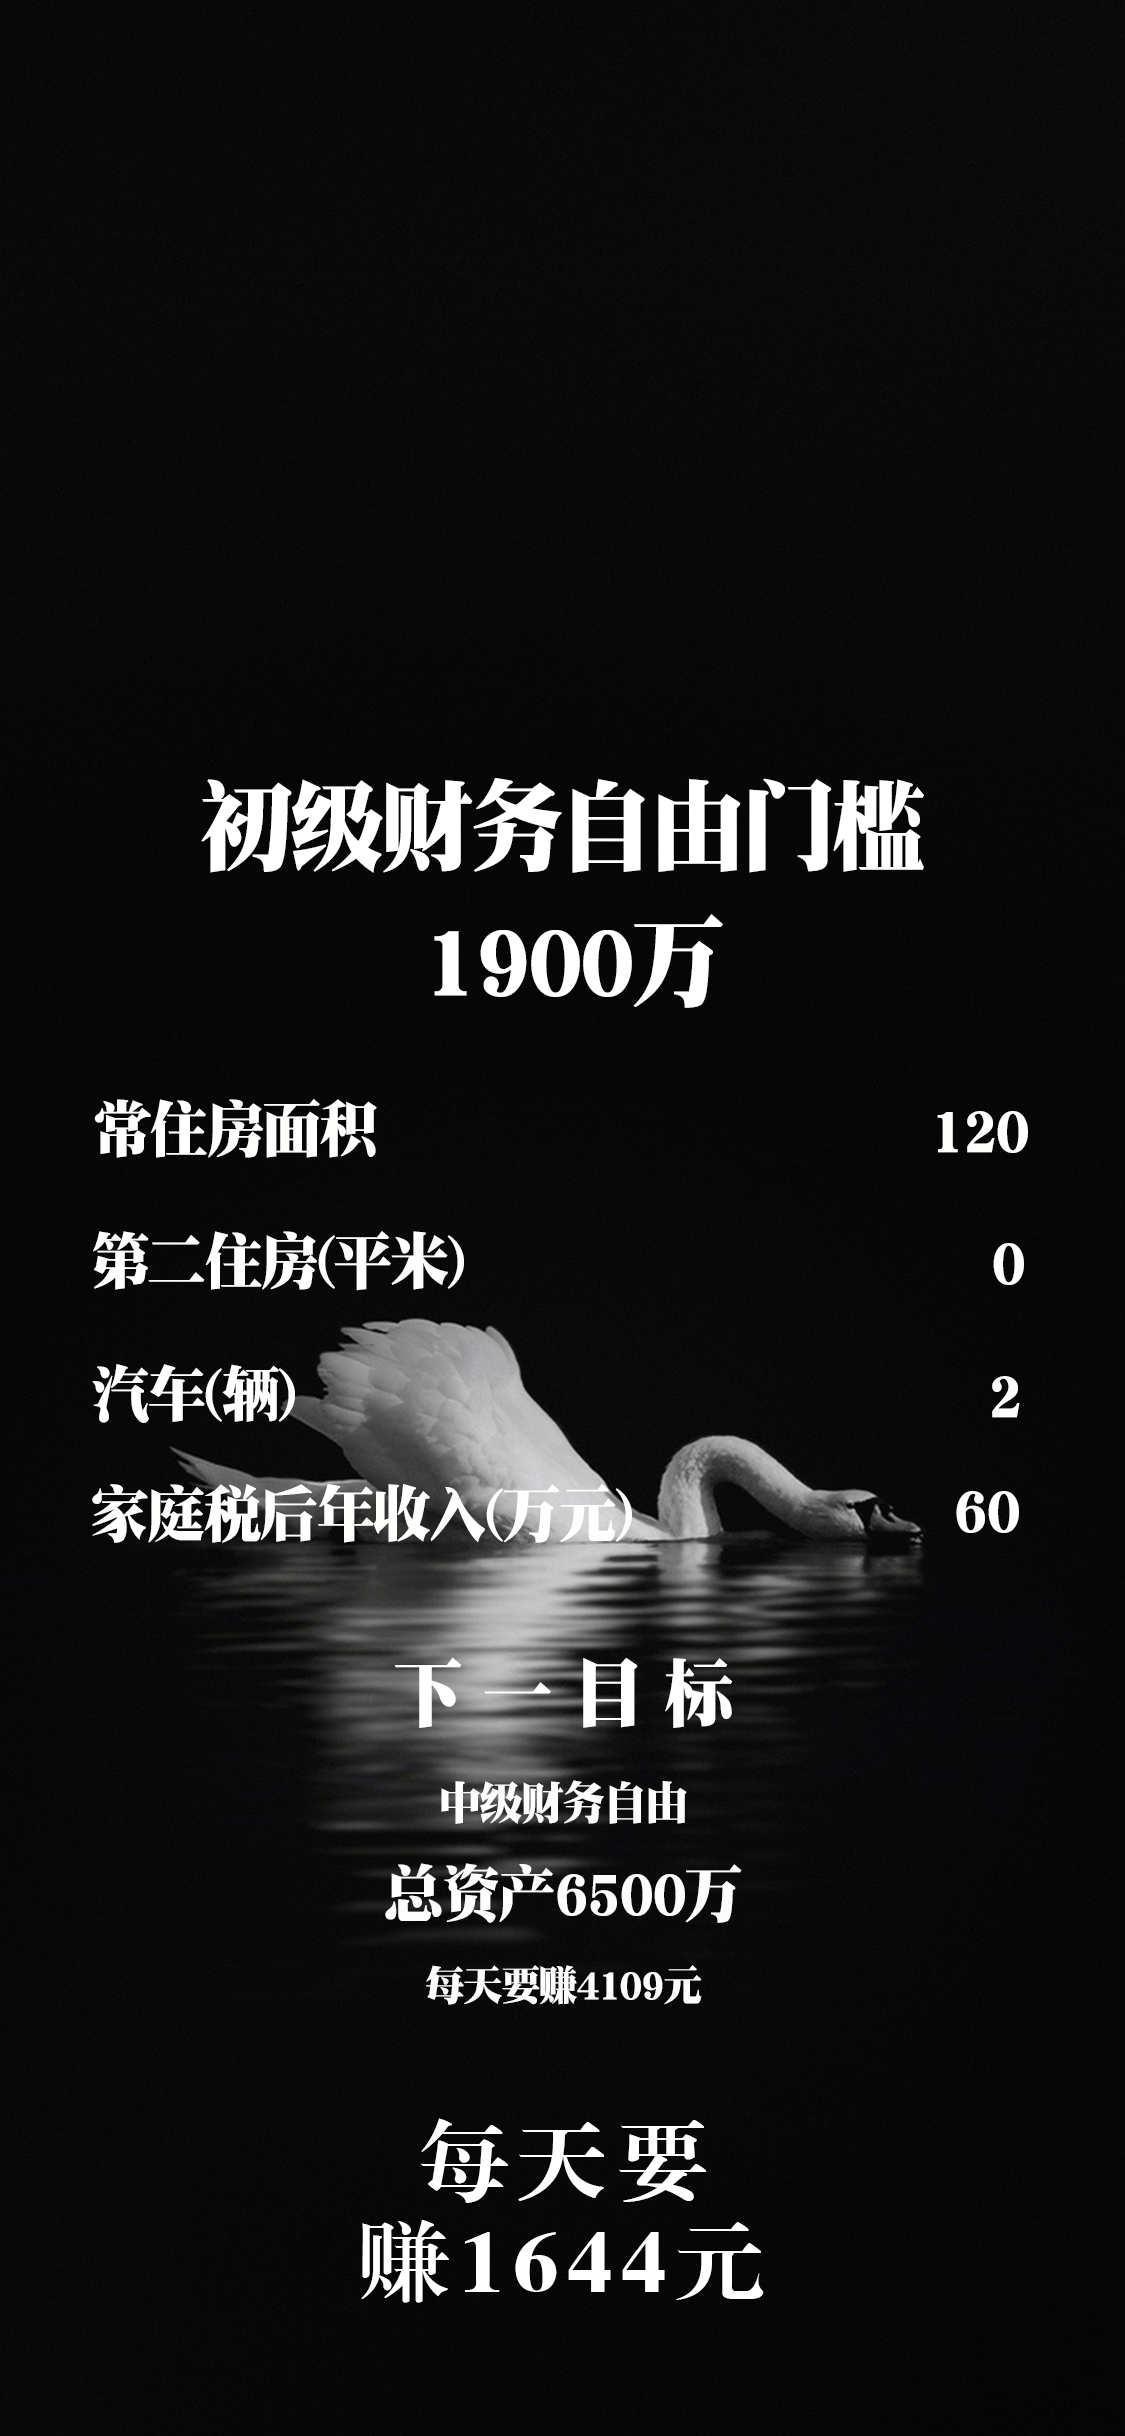 初级财务自由门槛
1900万
常住房面积 120
第二住房(平米) 0
汽车(辆) 2
家庭税后年收入(万元) 60
下一目标
中级财务自由
总资产6500万
每天要赚4109元
每天要
赚1644元